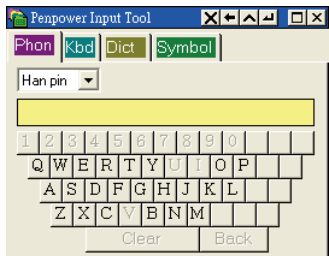 Penpower Input Tool
Phon Kbd Dict Symbol
Han pin
1 2 3 4 5 6 7 8 9 0
Q W E R T Y U I O P
A S D F G H J K L
Z X C V B N M
Clear Back